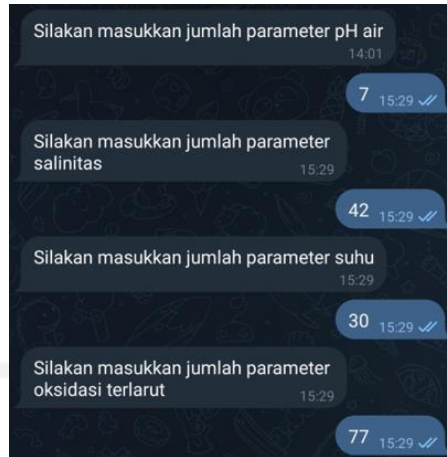 Silakan masukkan jumlah parameter pH air
14:01
7 15:29
Silakan masukkan jumlah parameter
salinitas 15:29
42 15:29
Silakan masukkan jumlah parameter suhu
15:29
30 15:29
Silakan masukkan jumlah parameter
oksidasi terlarut 15:29
77 15:29